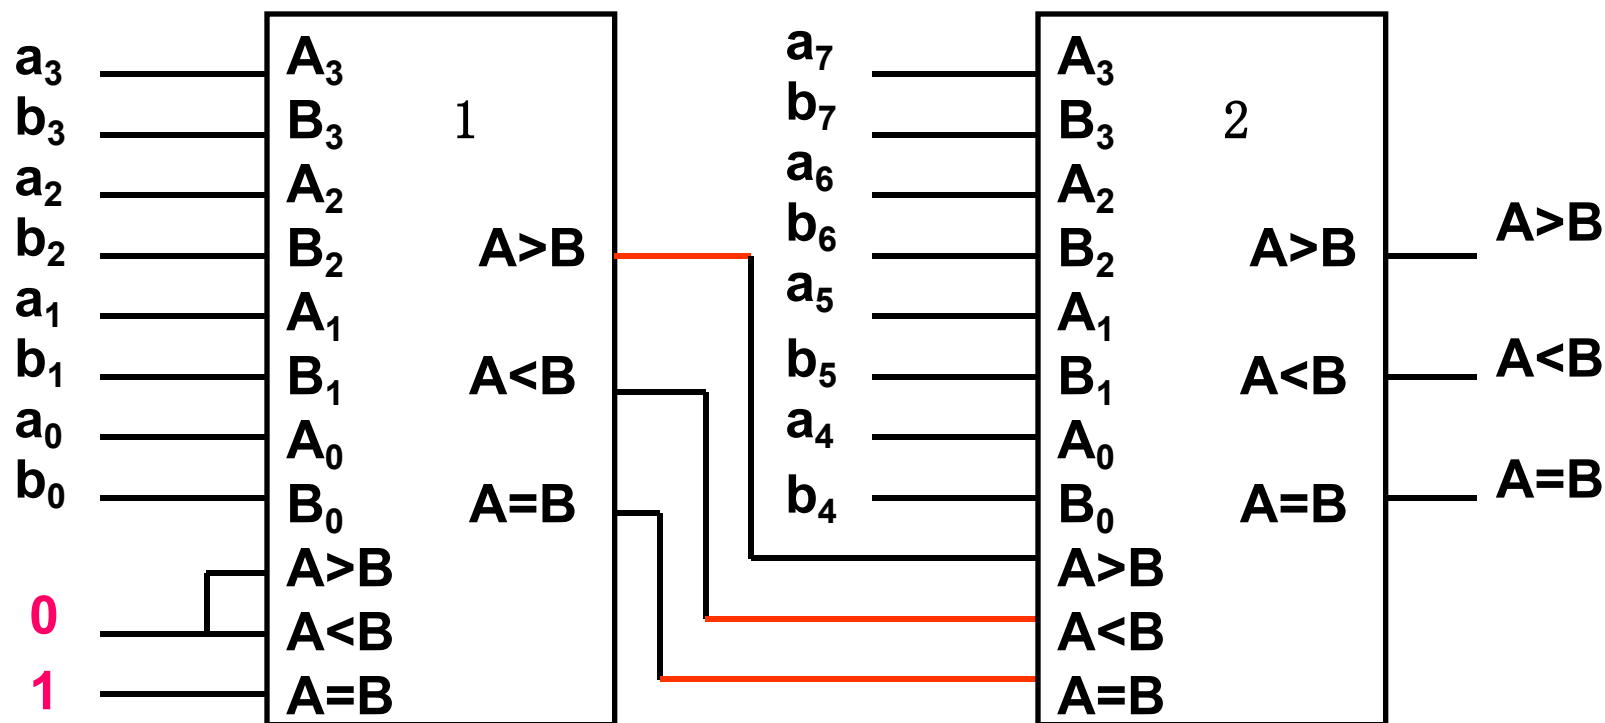 a₃ A₃ a₇ A₃
b₃ B₃ 1 b₇ B₃ 2
a₂ A₂ a₆ A₂
b₂ B₂ A>B b₆ B₂ A>B A>B
a₁ A₁ a₅ A₁
b₁ B₁ A<B b₅ B₁ A<B A<B
a₀ A₀ a₄ A₀
b₀ B₀ A=B b₄ B₀ A=B A=B
A>B A>B
0 A<B A<B
1 A=B A=B